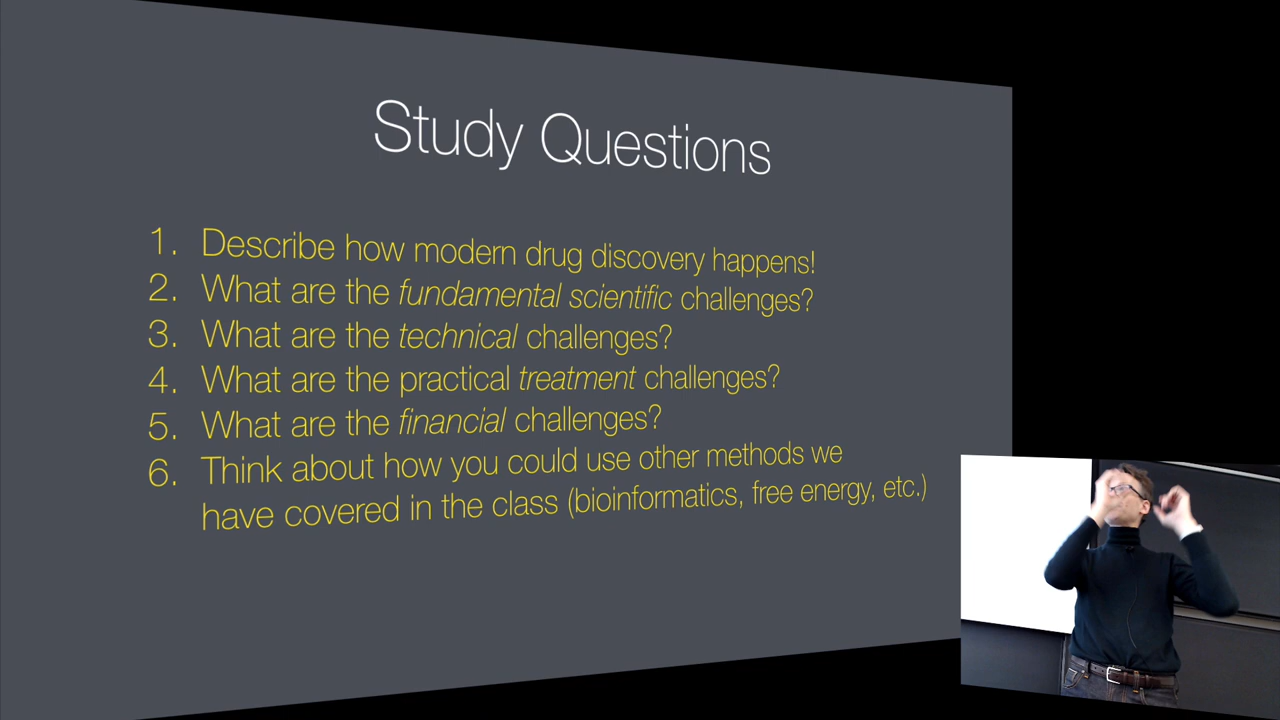 Study Questions
1. Describe how modern drug discovery happens!
2. What are the fundamental scientific challenges?
3. What are the technical challenges?
4. What are the practical treatment challenges?
5. What are the financial challenges?
6. Think about how you could use other methods we
have covered in the class (bioinformatics, free energy, etc.)